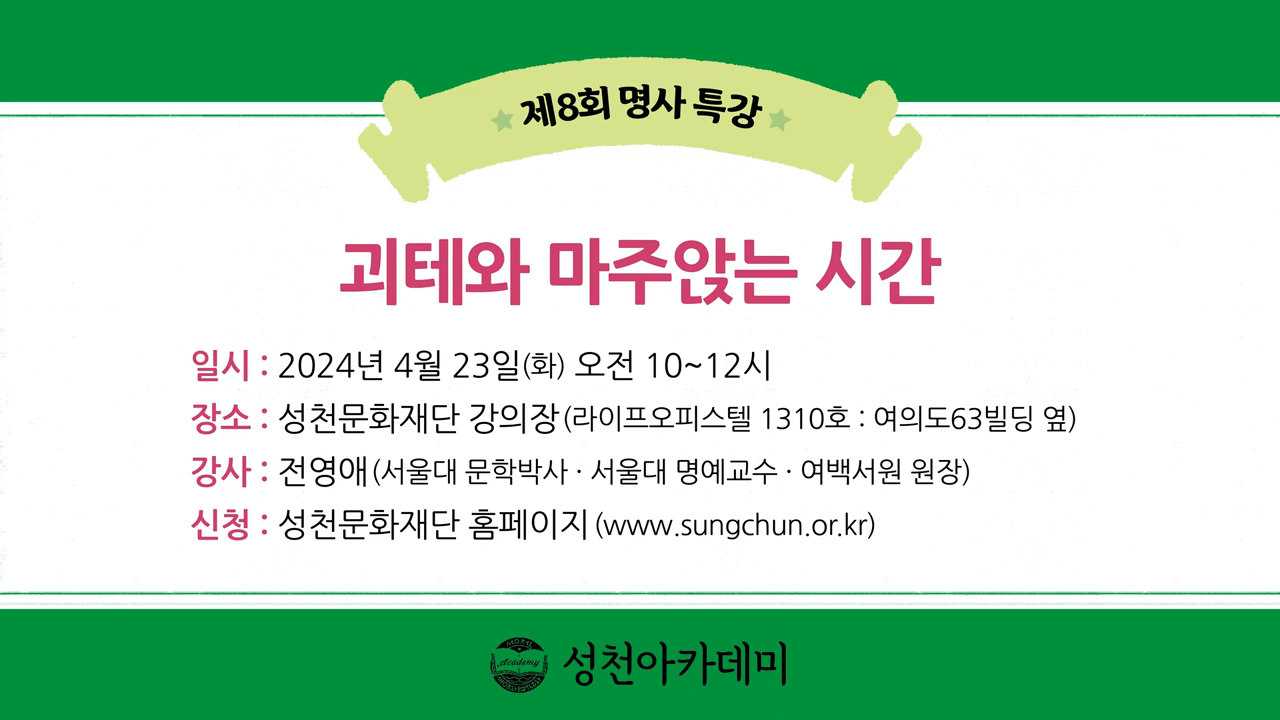 제8회 명사 특강
괴테와 마주앉는 시간
일시 : 2024년 4월 23일(화) 오전 10~12시
장소 : 성천문화재단 강의장 (라이프오피스텔 1310호 : 여의도63빌딩 옆)
강사 : 전영애 (서울대 문학박사 · 서울대 명예교수 · 여백서원 원장)
신청 : 성천문화재단 홈페이지 (www.sungchun.or.kr)
Academy
성천아카데미